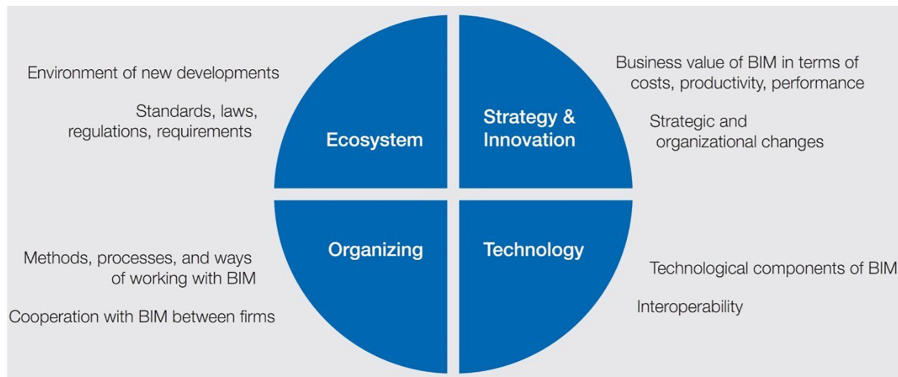 Environment of new developments
Standards, laws,
regulations, requirements
Ecosystem
Strategy &
Innovation
Business value of BIM in terms of
costs, productivity, performance
Strategic and
organizational changes
Methods, processes, and ways
of working with BIM
Cooperation with BIM between firms
Organizing
Technology
Technological components of BIM
Interoperability